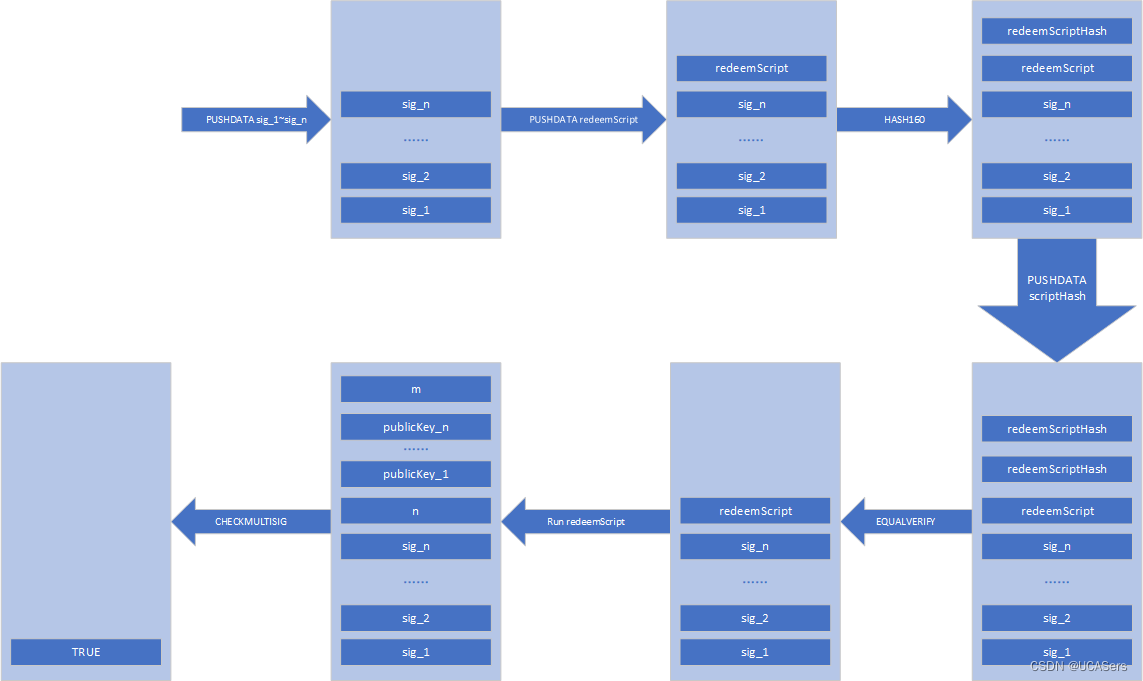 PUSHDATA sig_1~sig_n
sig_n
......
sig_2
sig_1
PUSHDATA redeemScript
redeemScript
sig_n
......
sig_2
sig_1
HASH160
redeemScriptHash
redeemScript
sig_n
......
sig_2
sig_1
PUSHDATA
scriptHash
redeemScriptHash
redeemScriptHash
redeemScript
sig_n
......
sig_2
sig_1
EQUALVERIFY
redeemScript
sig_n
......
sig_2
sig_1
Run redeemScript
m
publicKey_n
......
publicKey_1
n
sig_n
......
sig_2
sig_1
CHECKMULTISIG
TRUE
CSDN @UCASers